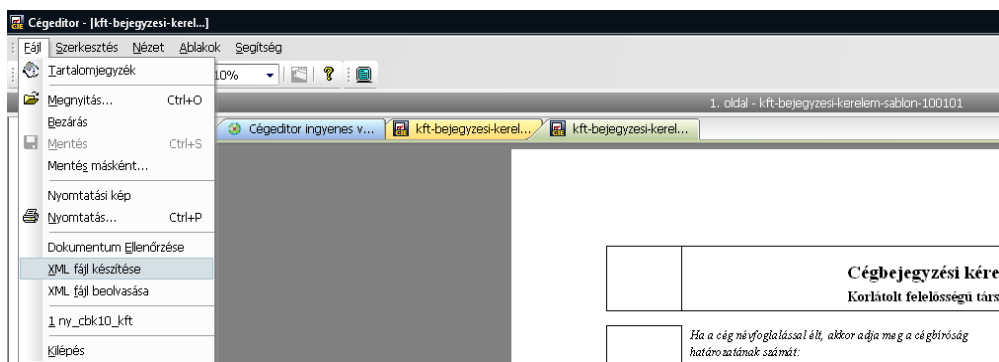 Cégeditor - [kft-bejegyzesi-kerel...]
Fájl Szerkesztés Nézet Ablakok Segítség
Tartalomjegyzék
10%
Megnyitás... Ctrl+O
1. oldal - kft-bejegyzesi-kerelem-sablon-100101
Bezárás
Cégeditor ingyenes v... kft-bejegyzesi-kerel... kft-bejegyzesi-kerel...
Mentés Ctrl+S
Mentés másként...
Nyomtatási kép
Nyomtatás... Ctrl+P
Dokumentum Ellenőrzése
XML fájl készítése
XML fájl beolvasása
1 ny_cbk10_kft
Kilépés
Cégbejegyzési kére
Korlátolt felelősségű társ
Ha a cég névfoglalással élt, akkor adja meg a cégbíróság
határozatának számát: